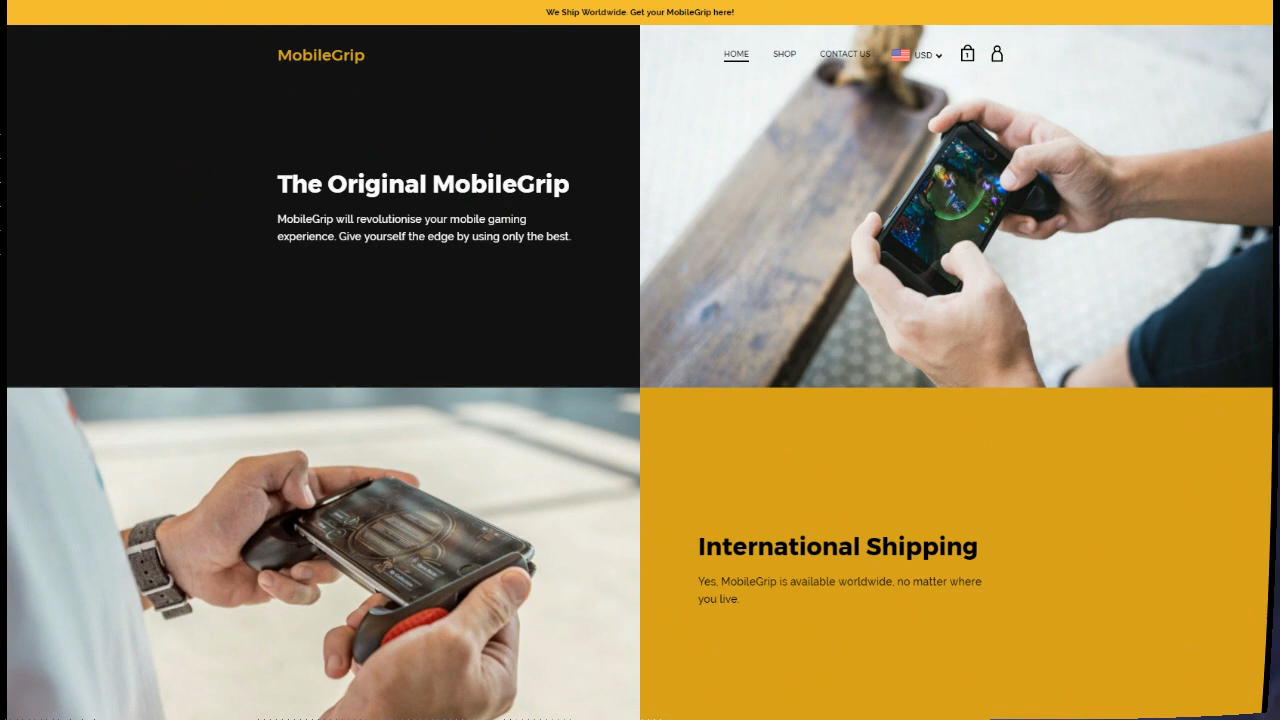 We Ship Worldwide. Get your MobileGrip here!
MobileGrip
HOME SHOP CONTACT US USD 1
The Original MobileGrip
MobileGrip will revolutionise your mobile gaming
experience. Give yourself the edge by using only the best.
International Shipping
Yes, MobileGrip is available worldwide, no matter where
you live.